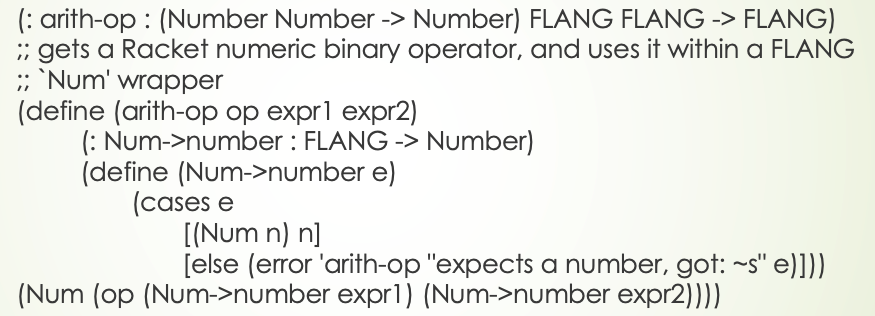 (: arith-op : (Number Number -> Number) FLANG FLANG -> FLANG)
;; gets a Racket numeric binary operator, and uses it within a FLANG
;; `Num' wrapper
(define (arith-op op expr1 expr2)
(: Num->number : FLANG -> Number)
(define (Num->number e)
(cases e
[(Num n) n]
[else (error 'arith-op "expects a number, got: ~s" e)]))
(Num (op (Num->number expr1) (Num->number expr2))))